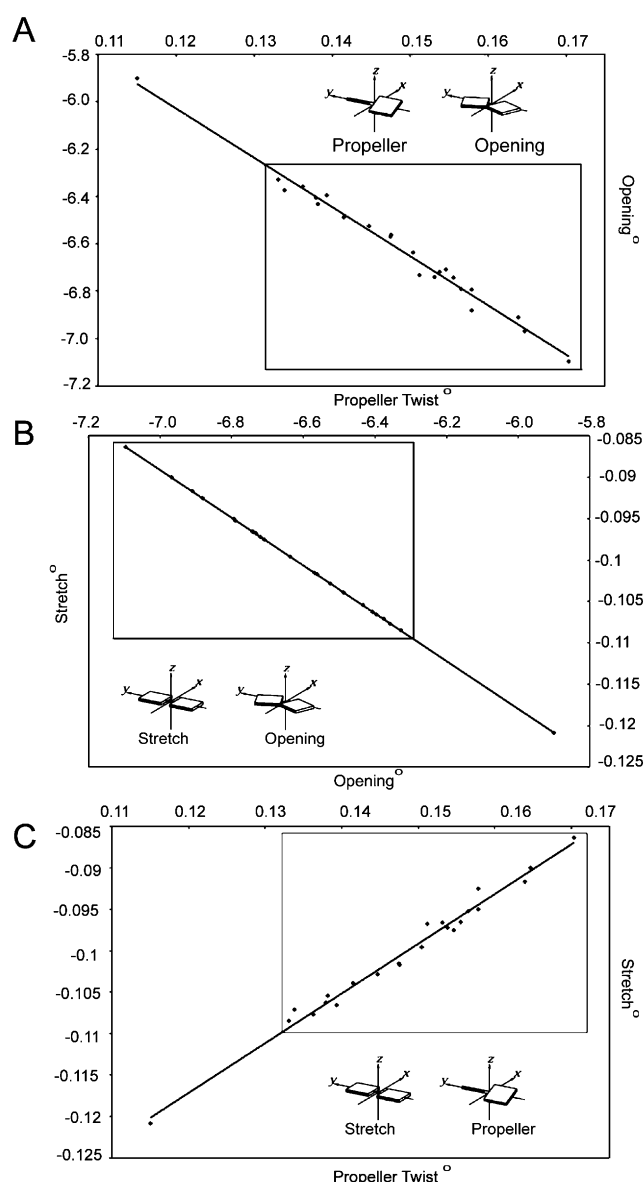 A
0.11 0.12 0.13 0.14 0.15 0.16 0.17
-5.8
-6.0
-6.2
-6.4
-6.6
-6.8
-7.0
-7.2
z
y
x
Propeller
z
y
x
Opening
Opening°
Propeller Twist°
B
-7.2 -7.0 -6.8 -6.6 -6.4 -6.2 -6.0 -5.8
-0.085
-0.09
-0.095
-0.1
-0.105
-0.11
-0.115
-0.12
-0.125
Stretch°
z
y
x
Stretch
z
y
x
Opening
Opening°
C
0.11 0.12 0.13 0.14 0.15 0.16 0.17
-0.085
-0.09
-0.095
-0.1
-0.105
-0.11
-0.115
-0.12
-0.125
Stretch°
z
y
x
Stretch
z
y
x
Propeller
Propeller Twist°